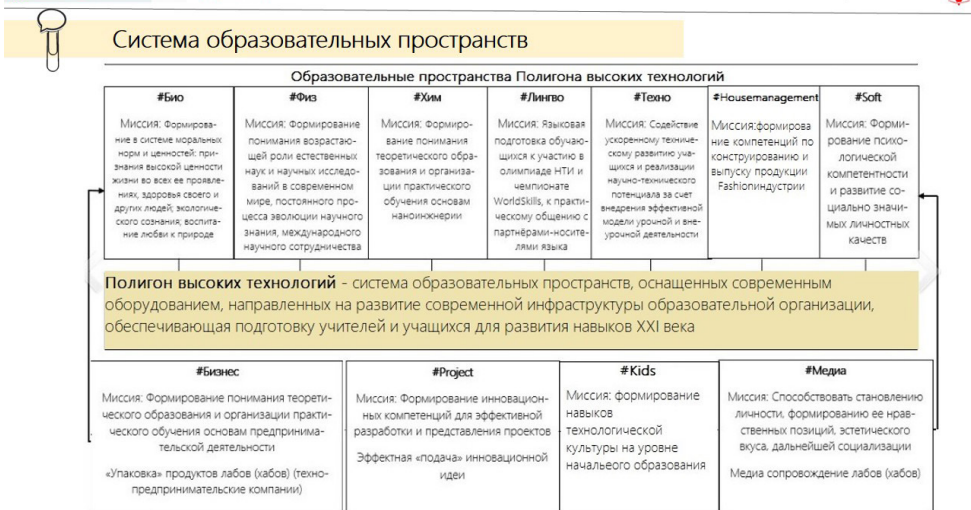 Система образовательных пространств
Образовательные пространства Полигона высоких технологий
#Био
Миссия: Формирова-
ние в системе моральных
норм и ценностей: при-
знания высокой ценности
жизни во всех ее проявле-
ниях, здоровья своего и
других людей; экологиче-
ского сознания, воспита-
ние любви к природе
#Физ
Миссия: Формирование
понимания возрастаю-
щей роли естественных
наук и научных исследо-
ваний в современном
мире, постоянного про-
цесса эволюции научного
знания, международного
научного сотрудничества
#Хим
Миссия: Формиро-
вание понимания
теоретического обра-
зования и организа-
ции практического
обучения основам
наноинжнерии
#Лингво
Миссия: Языковая
подготовка обучаю-
щихся к участию в
олимпиаде НТИ и
чемпионате
WorldSkills, к практи-
ческому общению с
партнёрами-носите-
лями языка
#Техно
Миссия: Содействие
ускоренному техниче-
скому развитию уча-
щихся и реализации
научно-технического
потенциала за счет
внедрения эффективной
модели урочной и вне-
урочной деятельности
#Housemanagement
Миссия:формирова
ние компетенций по
конструированию и
выпуску продукции
Fashionиндустрии
#Soft
Миссия: Форми-
рование психо-
логической
компетентности
и развитие со-
циально значи-
мых личностных
качеств
Полигон высоких технологий - система образовательных пространств, оснащенных современным
оборудованием, направленных на развитие современной инфраструктуры образовательной организации,
обеспечивающая подготовку учителей и учащихся для развития навыков XXI века
#Бизнес
Миссия: Формирование понимания теорети-
ческого образования и организации практи-
ческого обучения основам предпринима-
тельской деятельности
«Упаковка» продуктов лабов (хабов) (техно-
предпринимательские компании)
#Project
Миссия: Формирование инновацион-
ных компетенций для эффективной
разработки и представления проектов
Эффектная «подача» инновационной
идеи
#Kids
Миссия: формирование
навыков
технологической
культуры на уровне
начальеого образования
#Медиа
Миссия: Способствовать становлению
личности, формированию ее нрав-
ственных позиций, эстетического
вкуса, дальнейшей социализации
Медиа сопровождение лабов (хабов)